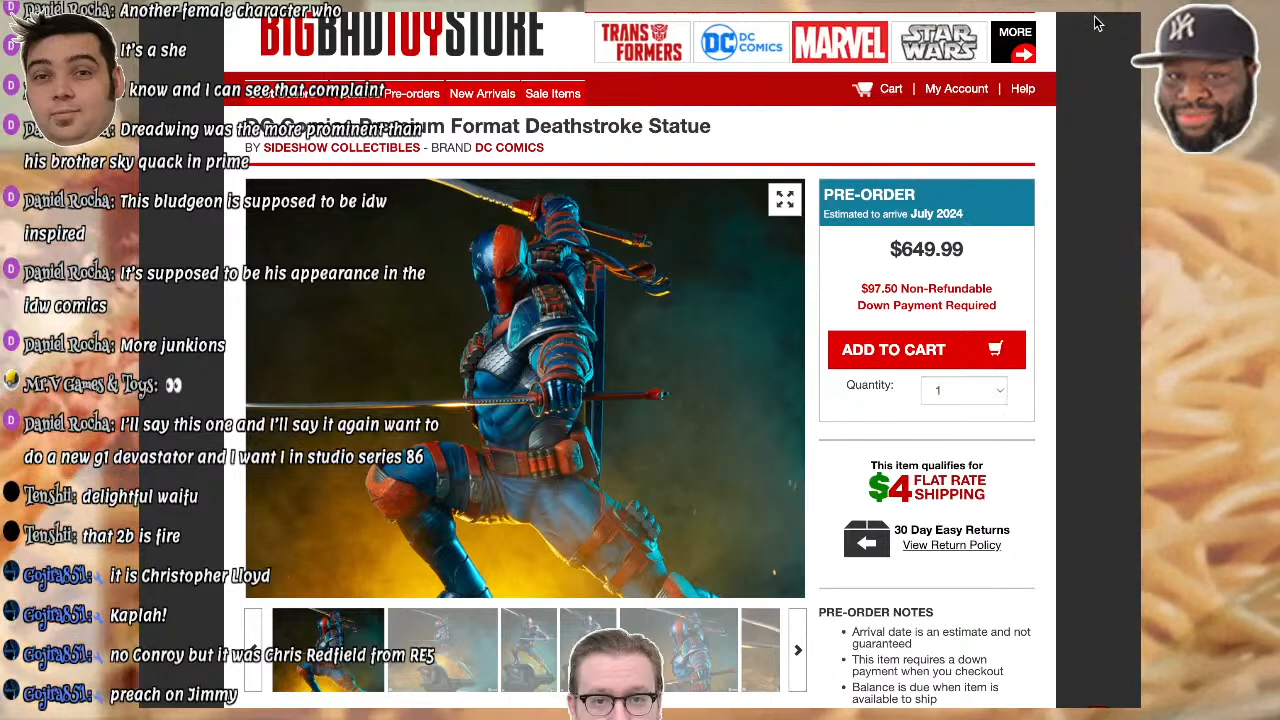 Daniel Rocha: Another female character who
It's a she
know and I can see that complaint
Dreadwing was the more prominent than
his brother sky quack in prime
Daniel Rocha: This bludgeon is supposed to be idw
inspired
Daniel Rocha: It's supposed to be his appearance in the
idw comics
Daniel Rocha: More junkions
Mr.V Games & Toys: 👀
Daniel Rocha: I'll say this one and I'll say it again want to
do a new g1 devastator and I want 1 in studio series 86
Tenshii: delightful waifu
Tenshii: that 2b is fire
Gojira851: it is Christopher Lloyd
Gojira851: Kaplah!
Gojira851: no Conroy but it was Chris Redfield from RE5
Gojira851: preach on Jimmy
BIGBADTOYSTORE
TRANSFORMERS
DC COMICS
MARVEL
STAR WARS
MORE
Pre-orders New Arrivals Sale Items
Cart | My Account | Help
Format Deathstroke Statue
BY SIDESHOW COLLECTIBLES - BRAND DC COMICS
PRE-ORDER
Estimated to arrive July 2024
$649.99
$97.50 Non-Refundable
Down Payment Required
ADD TO CART
Quantity: 1
This item qualifies for
$4 FLAT RATE
SHIPPING
30 Day Easy Returns
View Return Policy
PRE-ORDER NOTES
• Arrival date is an estimate and not
guaranteed
• This item requires a down
payment when you checkout
• Balance is due when item is
available to ship